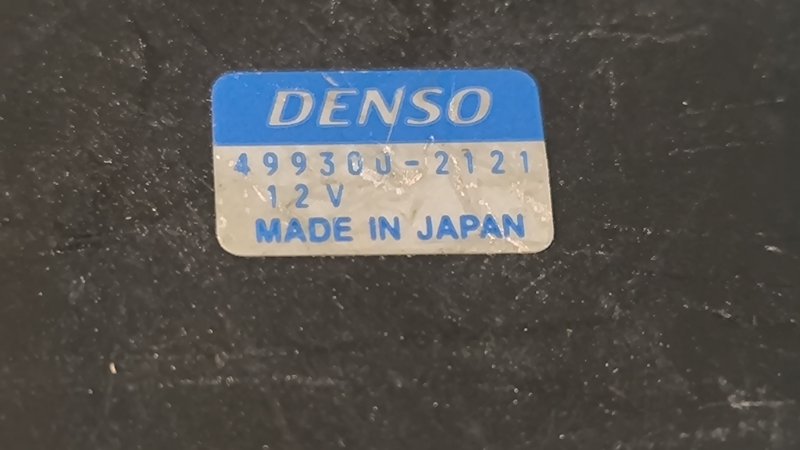 DENSO
499300-2121
12V
MADE IN JAPAN